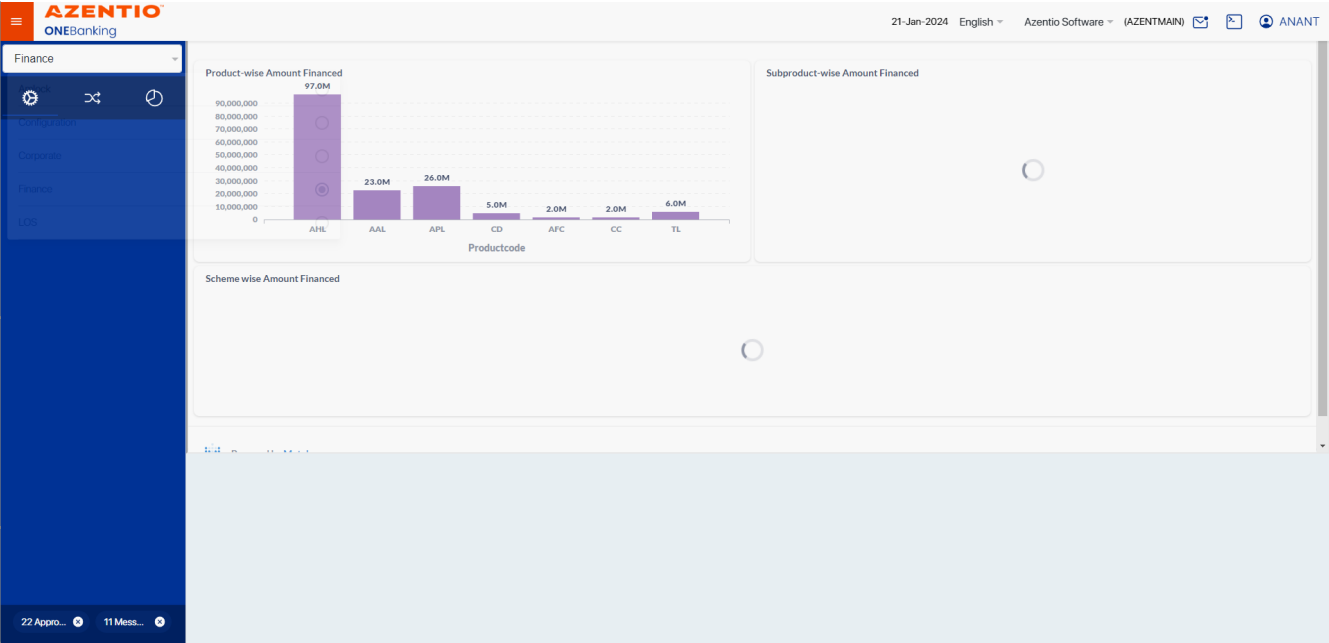 AZENTIO
ONEBanking
21-Jan-2024 English Azentio Software (AZENTMAIN) ANANT
Finance
Configuration
Corporate
Finance
LOS
22 Appro... 11 Mess...
Product-wise Amount Financed
97.0M
90,000,000
80,000,000
70,000,000
60,000,000
50,000,000
40,000,000
30,000,000
20,000,000
10,000,000
0
23.0M
26.0M
5.0M
2.0M
2.0M
6.0M
AHL AAL APL CD AFC CC TL
Productcode
Subproduct-wise Amount Financed
Scheme wise Amount Financed